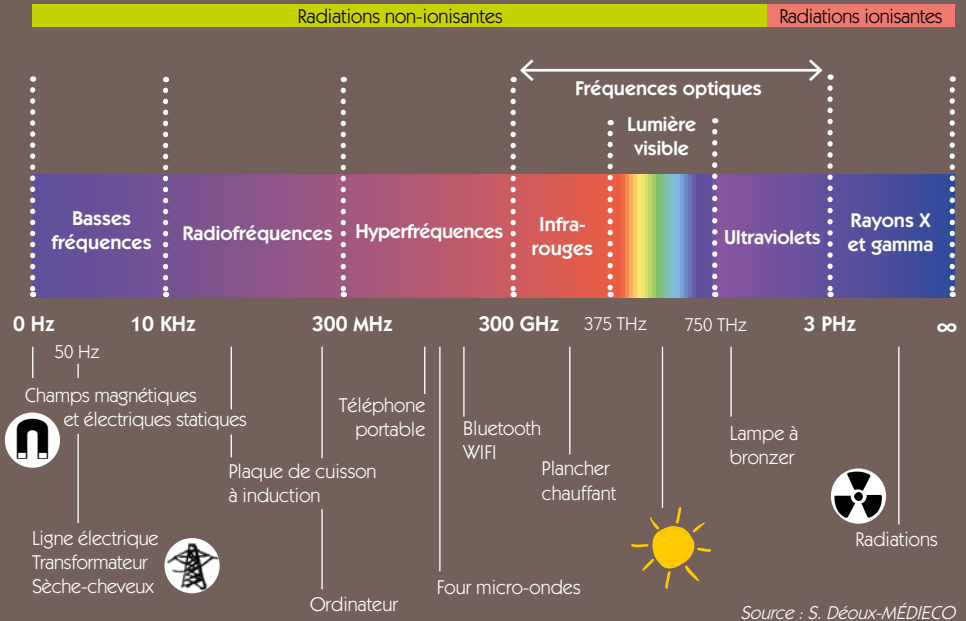 Radiations non-ionisantes
Radiations ionisantes
Fréquences optiques
Lumière
visible
Basses
fréquences
Radiofréquences
Hyperfréquences
Infra-
rouges
Ultraviolets
Rayons X
et gamma
0 Hz
10 KHz
300 MHz
300 GHz
375 THz
750 THz
3 PHz
∞
50 Hz
Champs magnétiques
et électriques statiques
Téléphone
portable
Bluetooth
WIFI
Lampe à
bronzer
Plaque de cuisson
à induction
Plancher
chauffant
Ligne électrique
Transformateur
Sèche-cheveux
Radiations
Four micro-ondes
Ordinateur
Source : S. Déoux-MÉDIECO